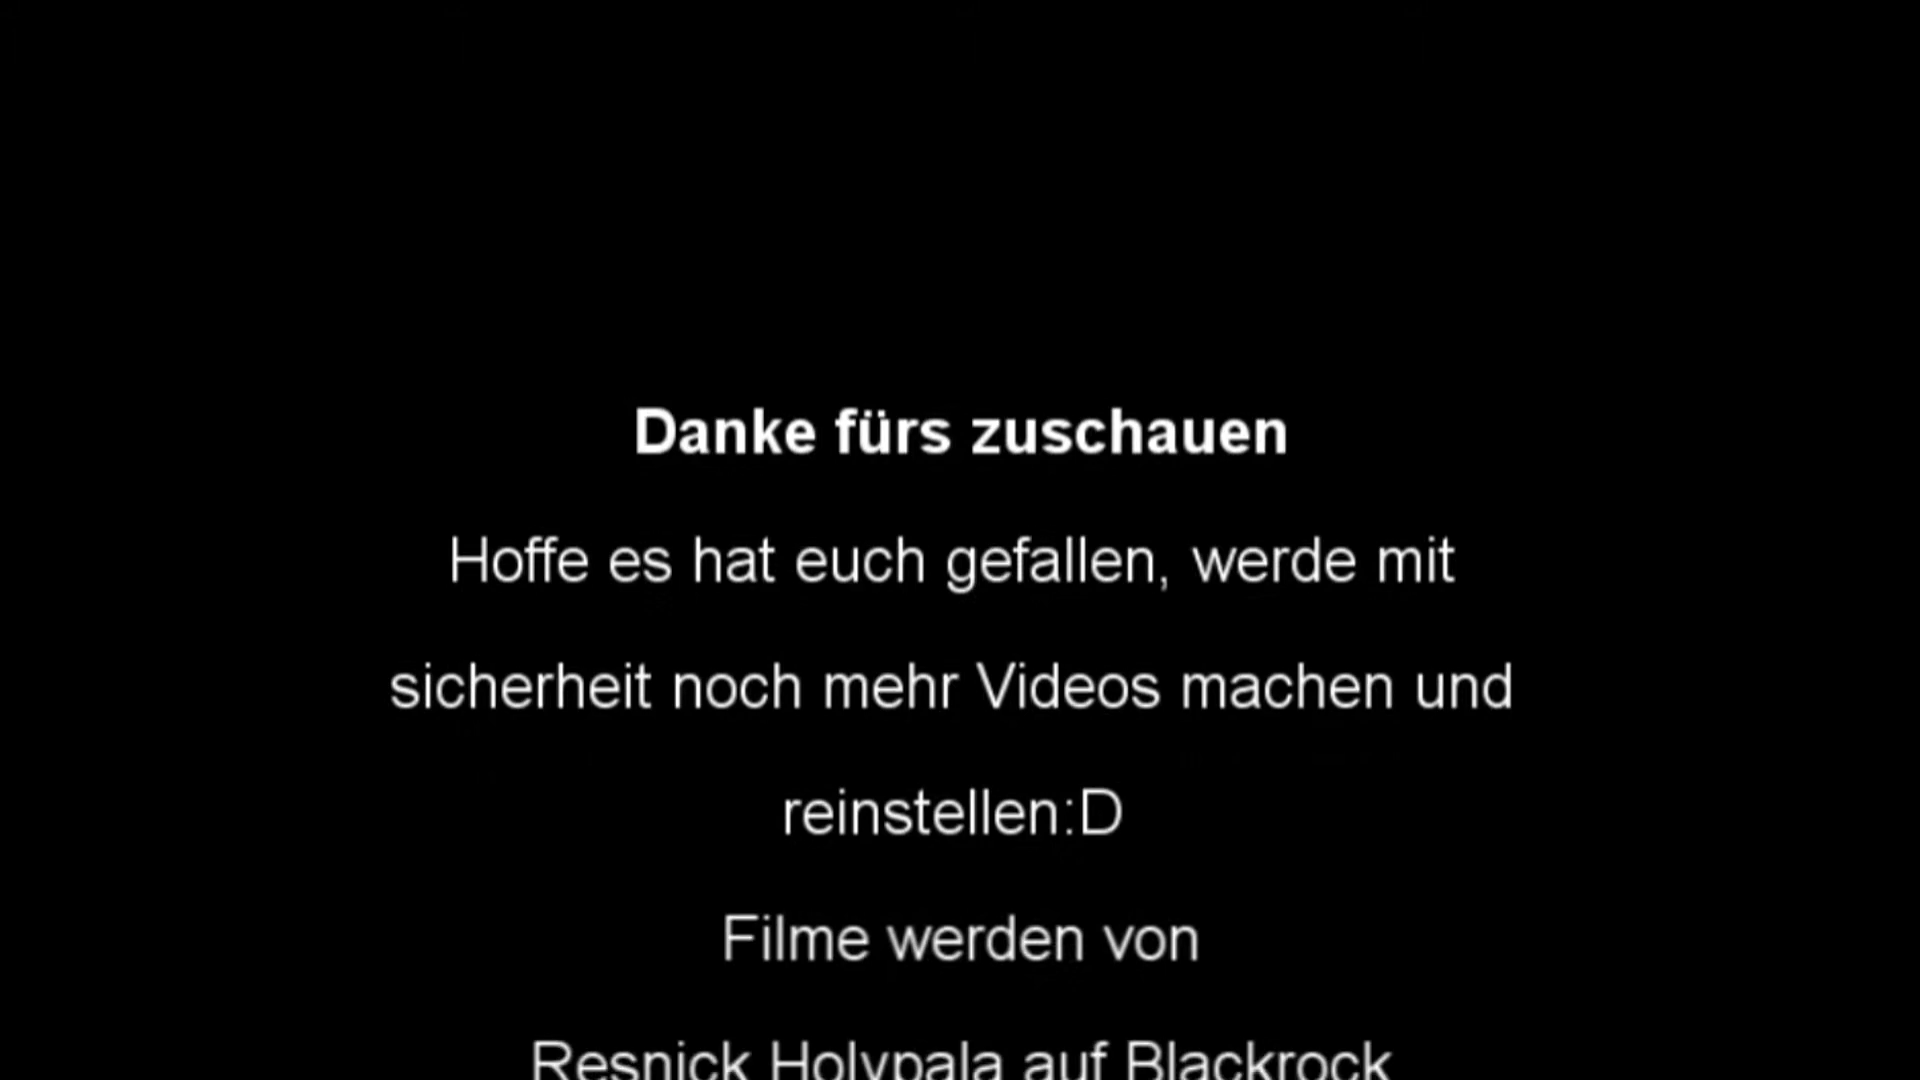 Danke fürs zuschauen
Hoffe es hat euch gefallen, werde mit
sicherheit noch mehr Videos machen und
reinstellen:D
Filme werden von
Resnick Holypala auf Blackrock